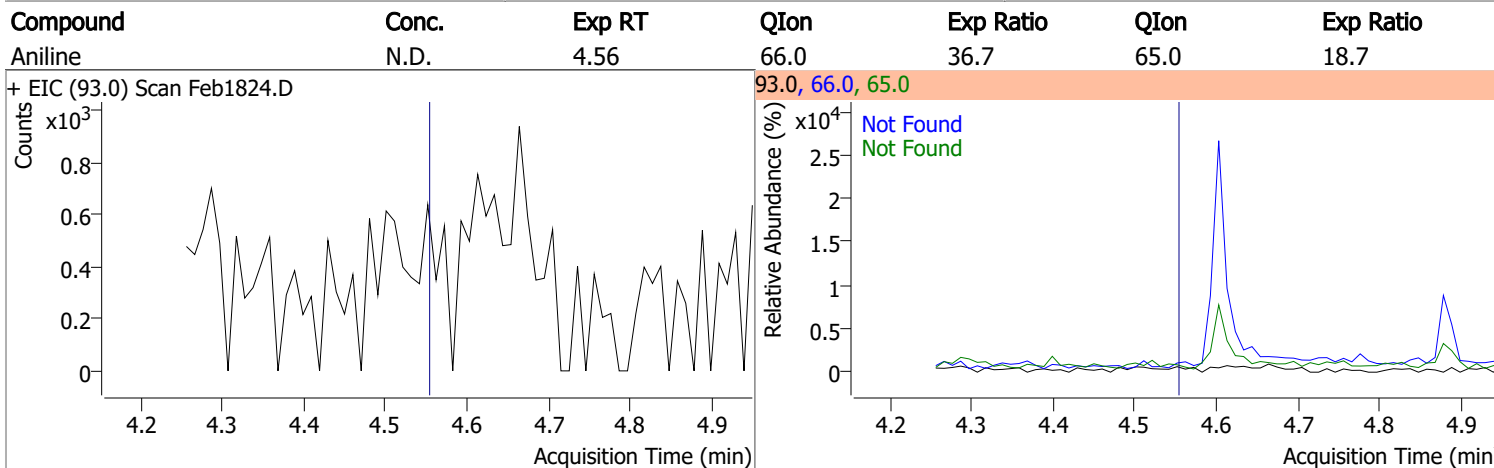 Compound Conc. Exp RT QIon Exp Ratio QIon Exp Ratio
Aniline N.D. 4.56 66.0 36.7 65.0 18.7
+ EIC (93.0) Scan Feb1824.D
Counts
x10³
0.8
0.6
0.4
0.2
0
4.2 4.3 4.4 4.5 4.6 4.7 4.8 4.9
Acquisition Time (min)
93.0, 66.0, 65.0
Relative Abundance (%)
x10⁴
Not Found
Not Found
2.5
2
1.5
1
0.5
0
4.2 4.3 4.4 4.5 4.6 4.7 4.8 4.9
Acquisition Time (min